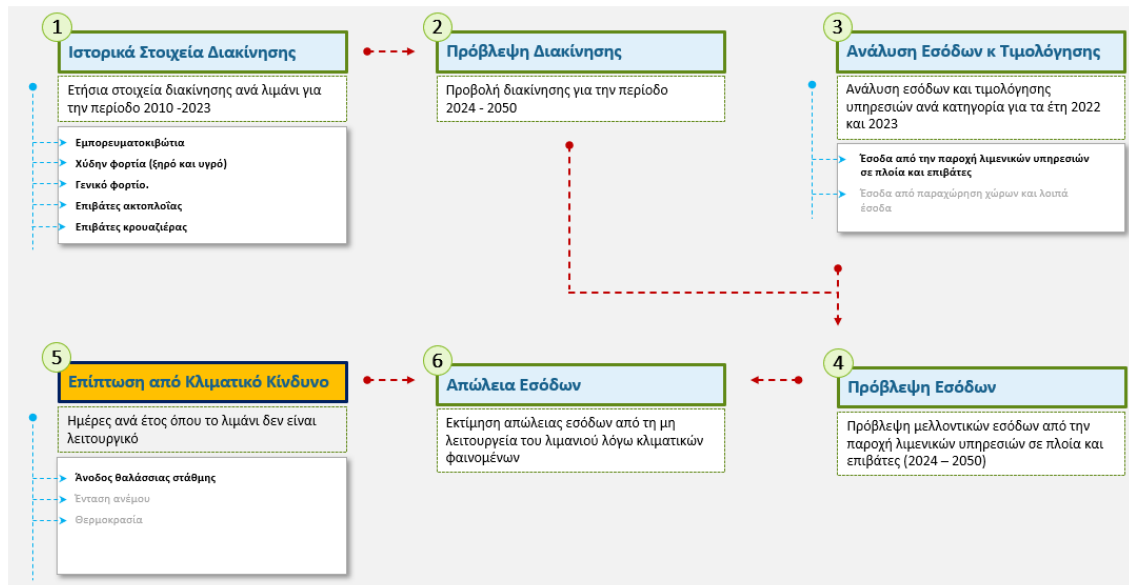 1
Ιστορικά Στοιχεία Διακίνησης
Ετήσια στοιχεία διακίνησης ανά λιμάνι για
την περίοδο 2010 -2023
Εμπορευματοκιβώτια
Χύδην φορτία (ξηρό και υγρό)
Γενικό φορτίο.
Επιβάτες ακτοπλοΐας
Επιβάτες κρουαζιέρας
2
Πρόβλεψη Διακίνησης
Προβολή διακίνησης για την περίοδο
2024 - 2050
3
Ανάλυση Εσόδων κ Τιμολόγησης
Ανάλυση εσόδων και τιμολόγησης
υπηρεσιών ανά κατηγορία για τα έτη 2022
και 2023
Έσοδα από την παροχή λιμενικών υπηρεσιών
σε πλοία και επιβάτες
Έσοδα από παραχώρηση χώρων και λοιπά
έσοδα
5
Επίπτωση από Κλιματικό Κίνδυνο
Ημέρες ανά έτος όπου το λιμάνι δεν είναι
λειτουργικό
Άνοδος θαλάσσιας στάθμης
Ένταση ανέμου
Θερμοκρασία
6
Απώλεια Εσόδων
Εκτίμηση απώλειας εσόδων από τη μη
λειτουργεία του λιμανιού λόγω κλιματικών
φαινομένων
4
Πρόβλεψη Εσόδων
Πρόβλεψη μελλοντικών εσόδων από την
παροχή λιμενικών υπηρεσιών σε πλοία και
επιβάτες (2024 – 2050)